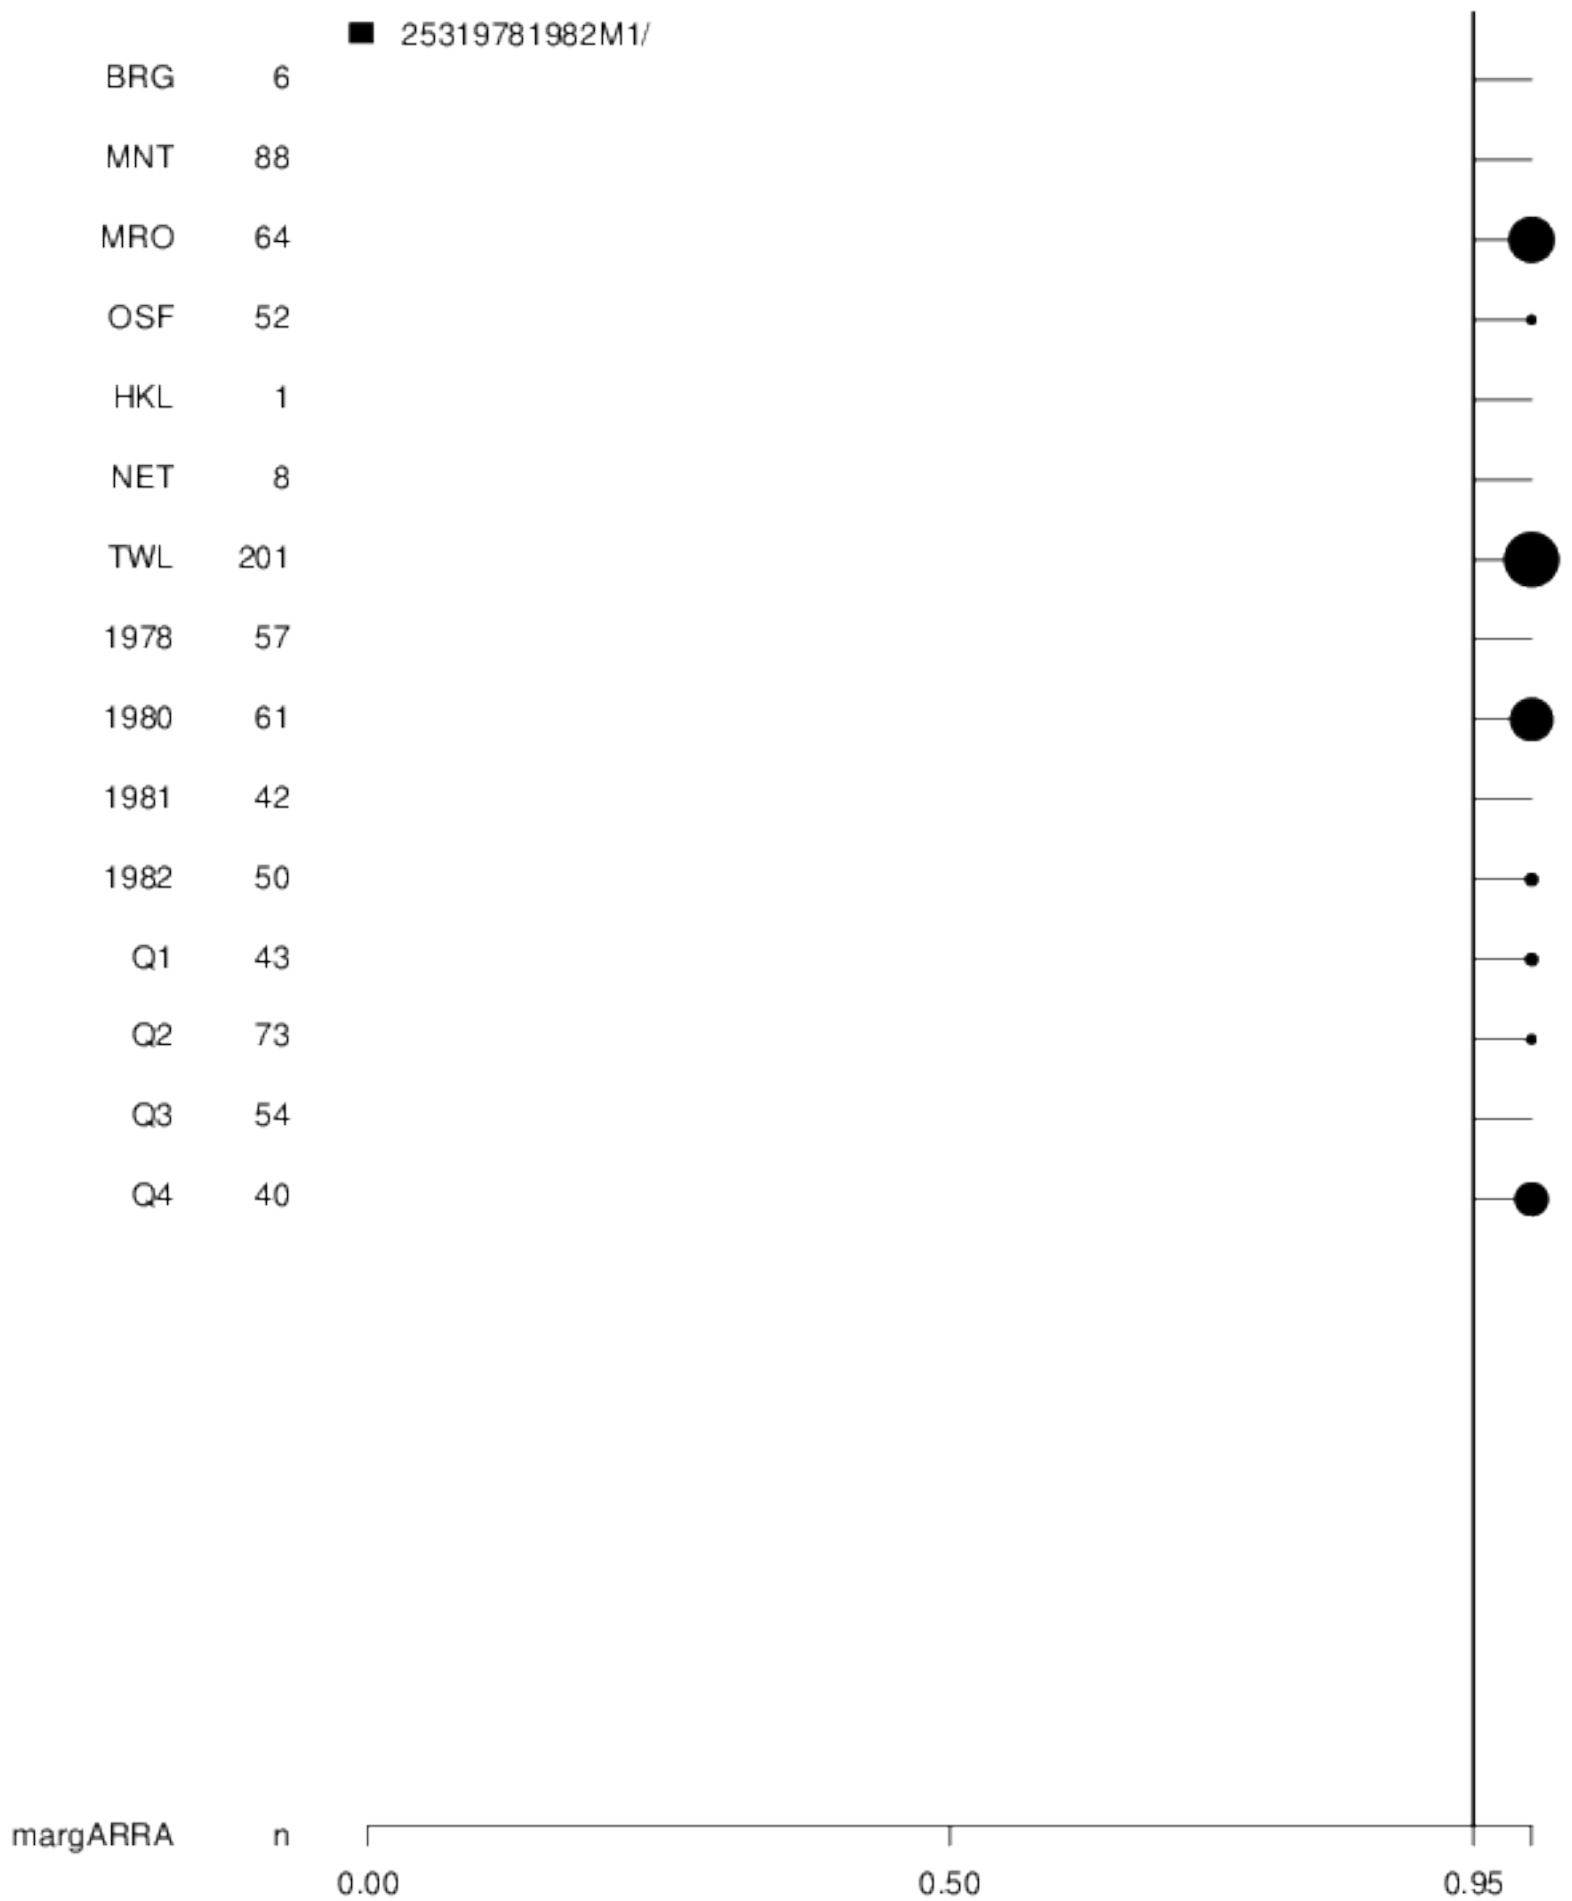 25319781982M1/
BRG 6
MNT 88
MRO 64
OSF 52
HKL 1
NET 8
TWL 201
1978 57
1980 61
1981 42
1982 50
Q1 43
Q2 73
Q3 54
Q4 40
margARRA n
0.00 0.50 0.95